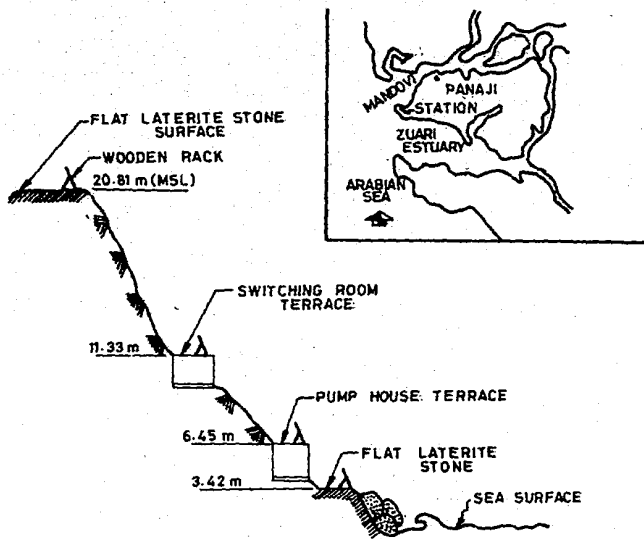 MANDOVI
PANAJI
STATION
ZUARI
ESTUARY
ARABIAN
SEA
FLAT LATERITE STONE
SURFACE
WOODEN RACK
20.81 m (MSL)
SWITCHING ROOM
TERRACE
11.33 m
PUMP HOUSE TERRACE
6.45 m
FLAT LATERITE
STONE
3.42 m
SEA SURFACE